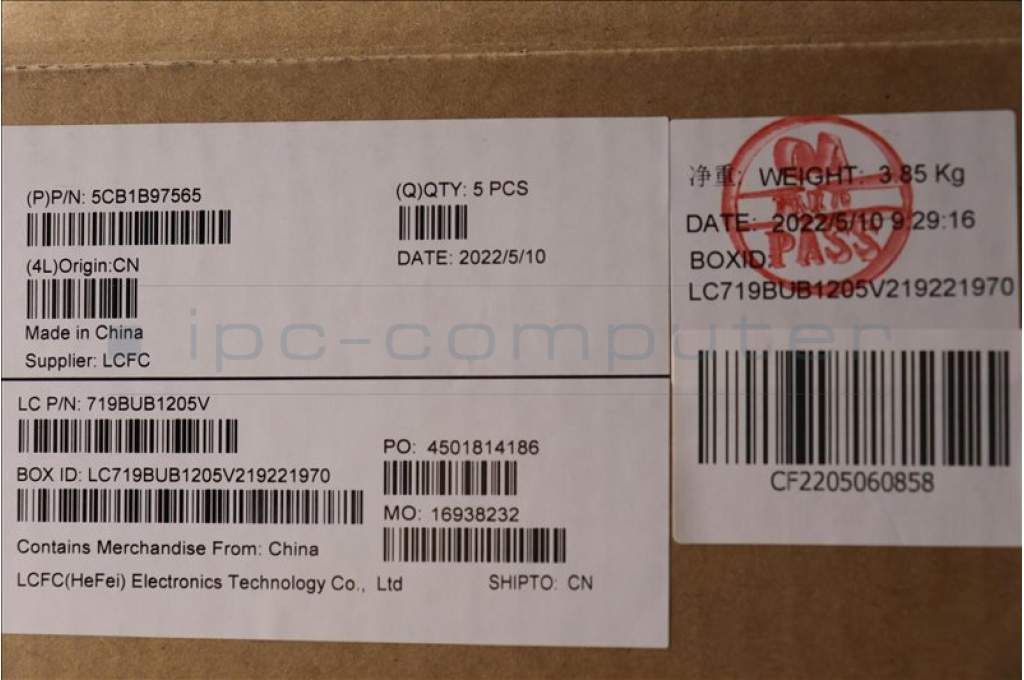 (P)P/N: 5CB1B97565
(Q)QTY: 5 PCS
(4L)Origin:CN
DATE: 2022/5/10
Made in China
Supplier: LCFC
LC P/N: 719BUB1205V
PO: 4501814186
BOX ID: LC719BUB1205V219221970
MO: 16938232
Contains Merchandise From: China
LCFC(HeFei) Electronics Technology Co., Ltd
SHIPTO: CN
净重: WEIGHT: 3.85 Kg
DATE: 2022/5/10 9:29:16
BOXID:
LC719BUB1205V219221970
QA
PASS
CF2205060858
ipc-computer